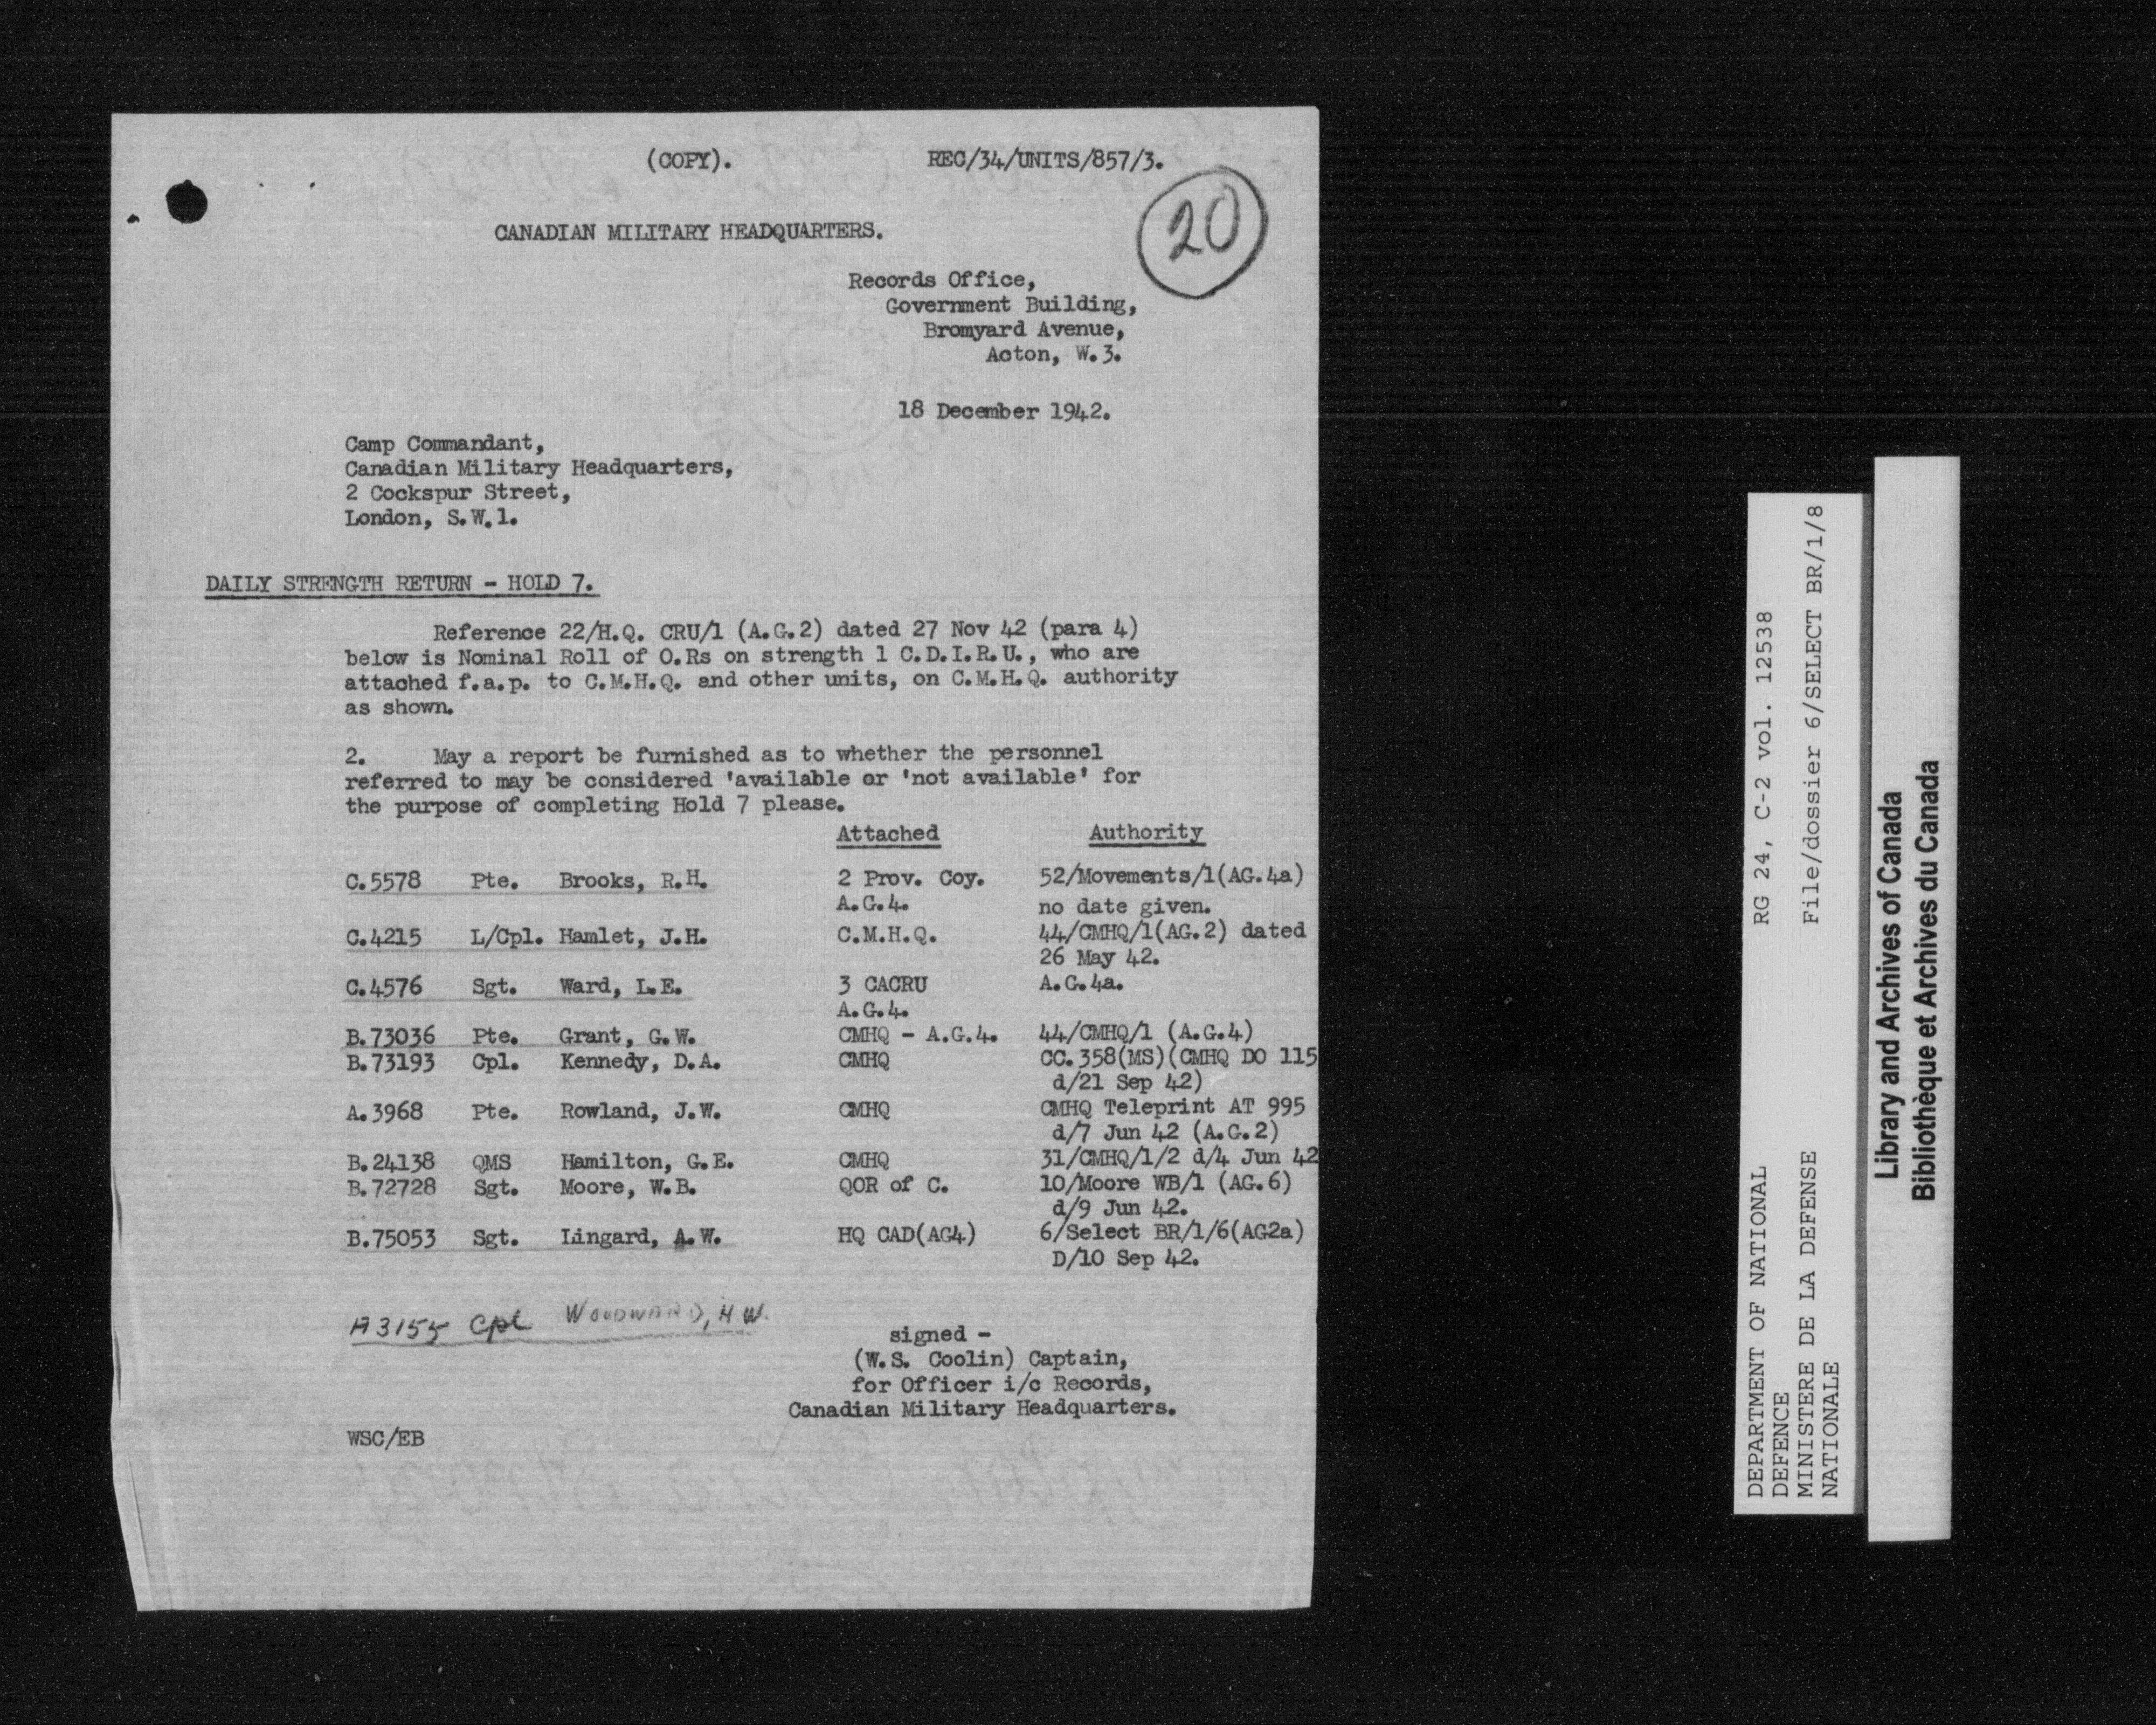 (COPY). REC/34/UNITS/857/3.
20
CANADIAN MILITARY HEADQUARTERS.
Records Office,
Government Building,
Bromyard Avenue,
Acton, W.3.
18 December 1942.
Camp Commandant,
Canadian Military Headquarters,
2 Cockspur Street,
London, S.W.1.
DAILY STRENGTH RETURN - HOLD 7.
Reference 22/H.Q. CRU/1 (A.G.2) dated 27 Nov 42 (para 4)
below is Nominal Roll of O.Rs on strength 1 C.D.I.R.U., who are
attached f.a.p. to C.M.H.Q. and other units, on C.M.H.Q. authority
as shown.
2. May a report be furnished as to whether the personnel
referred to may be considered 'available or 'not available' for
the purpose of completing Hold 7 please.
Attached Authority
C.5578 Pte. Brooks, R.H. 2 Prov. Coy. 52/Movements/1(AG.4a)
A.G.4. no date given.
C.4215 L/Cpl. Hamlet, J.H. C.M.H.Q. 44/CMHQ/1(AG.2) dated
26 May 42.
C.4576 Sgt. Ward, L.E. 3 CACRU A.G.4a.
A.G.4.
B.73036 Pte. Grant, G.W. CMHQ - A.G.4. 44/CMHQ/1 (A.G.4)
B.73193 Cpl. Kennedy, D.A. CMHQ CC.358(MS)(CMHQ DO 115
d/21 Sep 42)
A.3968 Pte. Rowland, J.W. CMHQ CMHQ Teleprint AT 995
d/7 Jun 42 (A.G.2)
B.24138 QMS Hamilton, G.E. CMHQ 31/CMHQ/1/2 d/4 Jun 42
B.72728 Sgt. Moore, W.B. QOR of C. 10/Moore WB/1 (AG.6)
d/9 Jun 42.
B.75053 Sgt. Lingard, A.W. HQ CAD(AG4) 6/Select BR/1/6(AG2a)
D/10 Sep 42.
A3155 Cpl WOODWARD, H W.
signed -
(W.S. Coolin) Captain,
for Officer i/c Records,
Canadian Military Headquarters.
WSC/EB
DEPARTMENT OF NATIONAL RG 24, C-2 vol. 12538
DEFENCE
MINISTERE DE LA DEFENSE File/dossier 6/SELECT BR/1/8
NATIONALE
Library and Archives of Canada
Bibliothèque et Archives du Canada